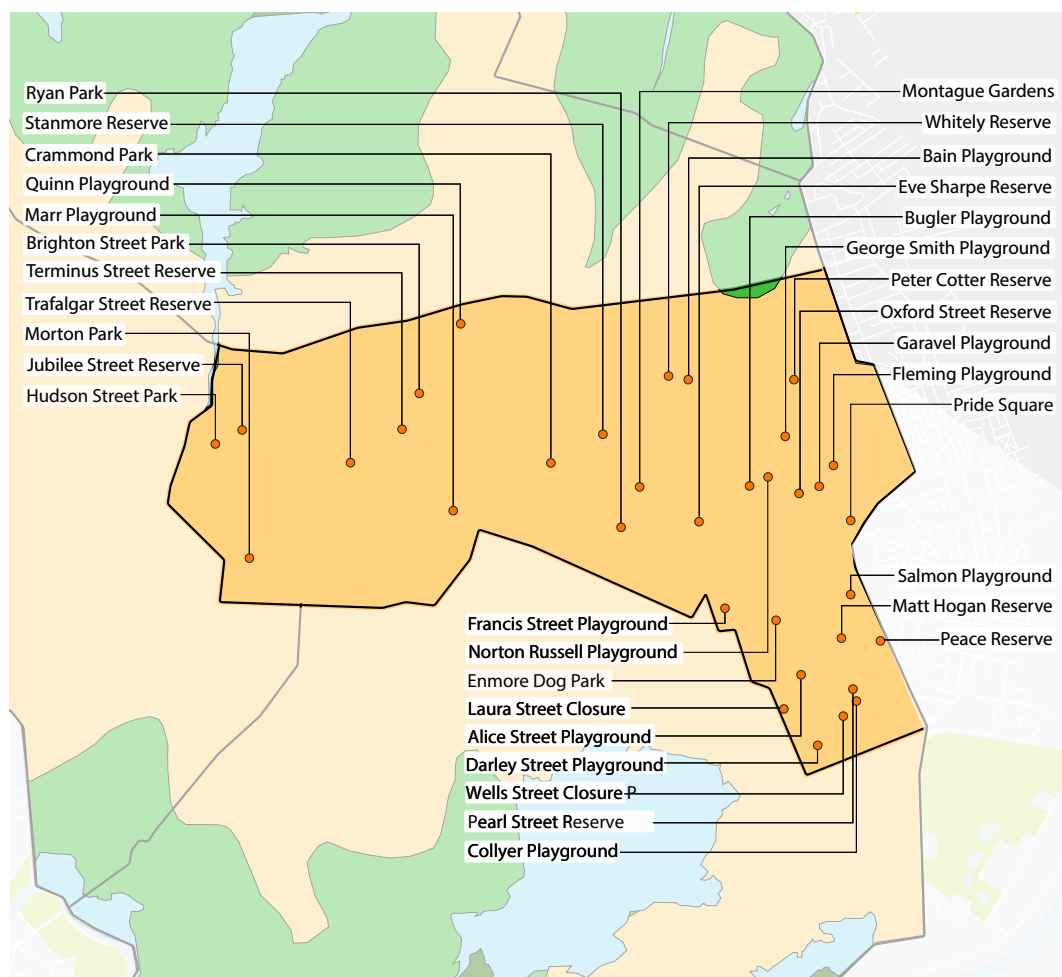 Ryan Park
Stanmore Reserve
Crammond Park
Quinn Playground
Marr Playground
Brighton Street Park
Terminus Street Reserve
Trafalgar Street Reserve
Morton Park
Jubilee Street Reserve
Hudson Street Park
Montague Gardens
Whitely Reserve
Bain Playground
Eve Sharpe Reserve
Bugler Playground
George Smith Playground
Peter Cotter Reserve
Oxford Street Reserve
Garavel Playground
Fleming Playground
Pride Square
Salmon Playground
Matt Hogan Reserve
Peace Reserve
Francis Street Playground
Norton Russell Playground
Enmore Dog Park
Laura Street Closure
Alice Street Playground
Darley Street Playground
Wells Street Closure P
Pearl Street Reserve
Collyer Playground